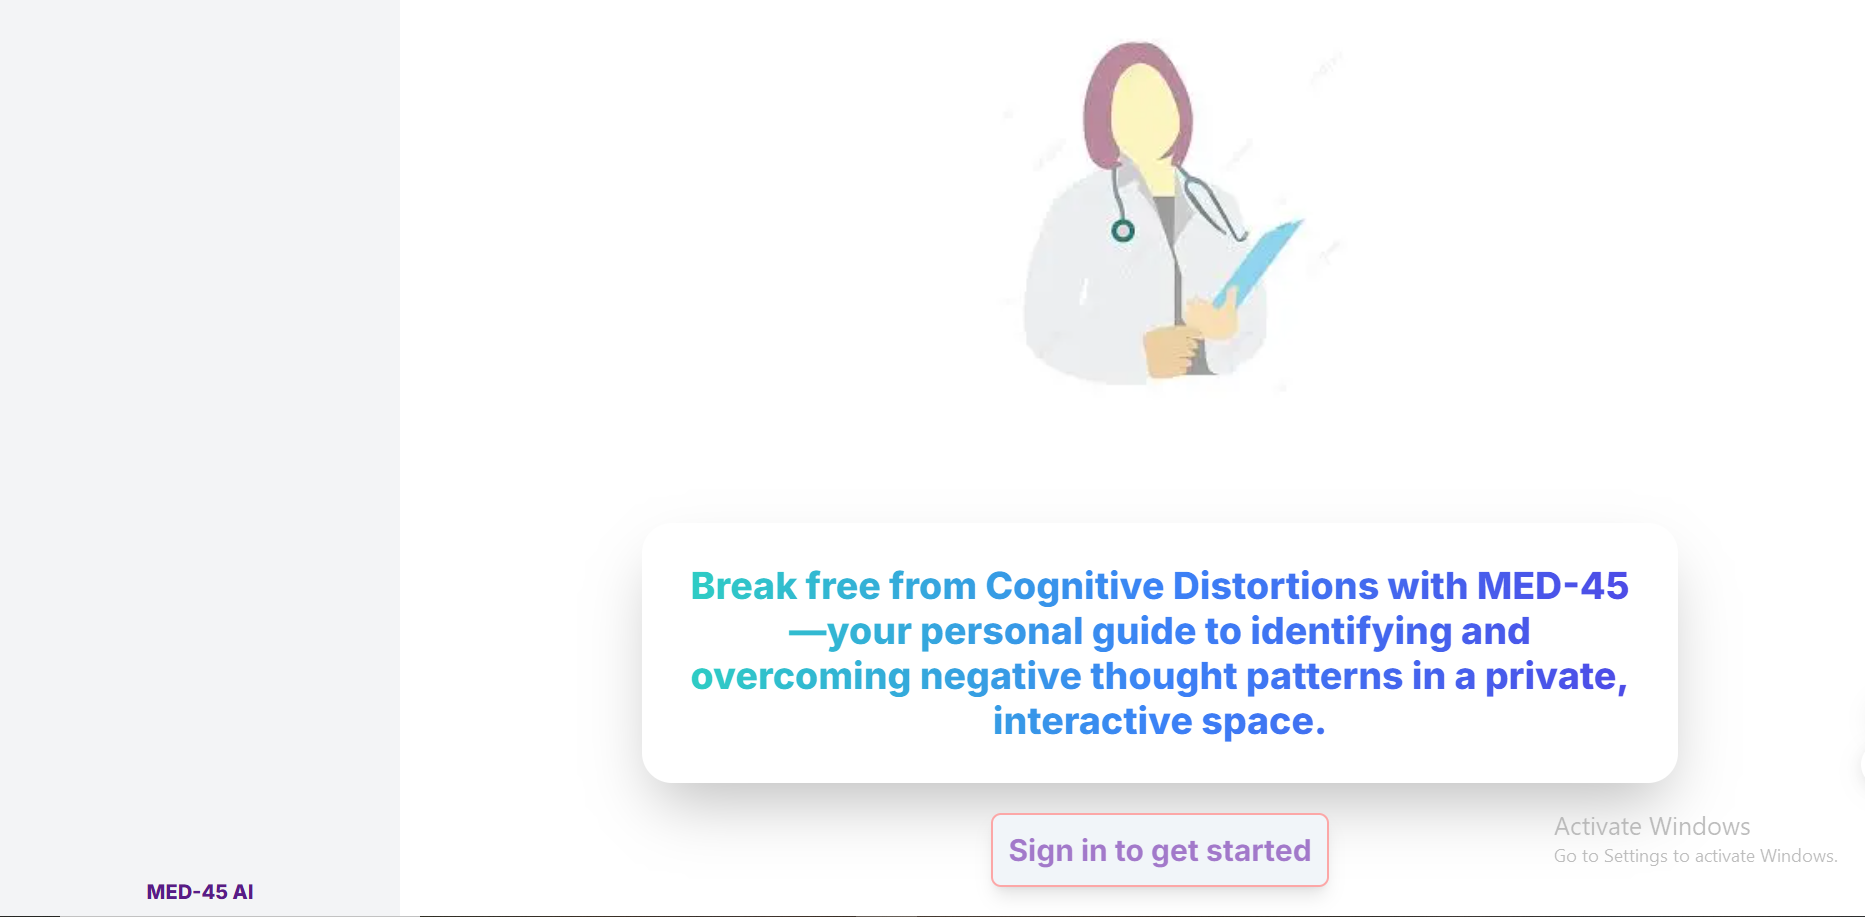 Break free from Cognitive Distortions with MED-45
—your personal guide to identifying and
overcoming negative thought patterns in a private,
interactive space.
Sign in to get started
Activate Windows
Go to Settings to activate Windows.
MED-45 AI